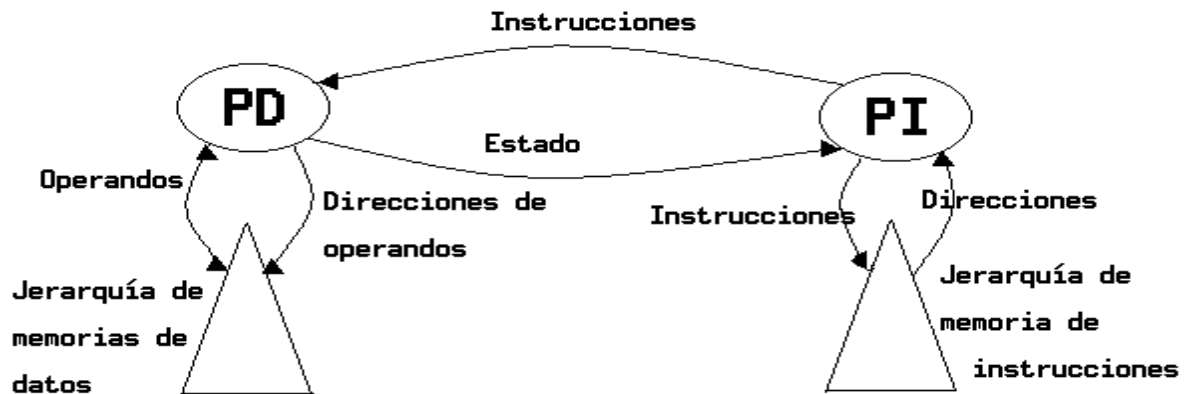 Instrucciones
PD
PI
Estado
Operandos
Direcciones de
operandos
Instrucciones
Direcciones
Jerarquía de
memorias de
datos
Jerarquía de
memoria de
instrucciones